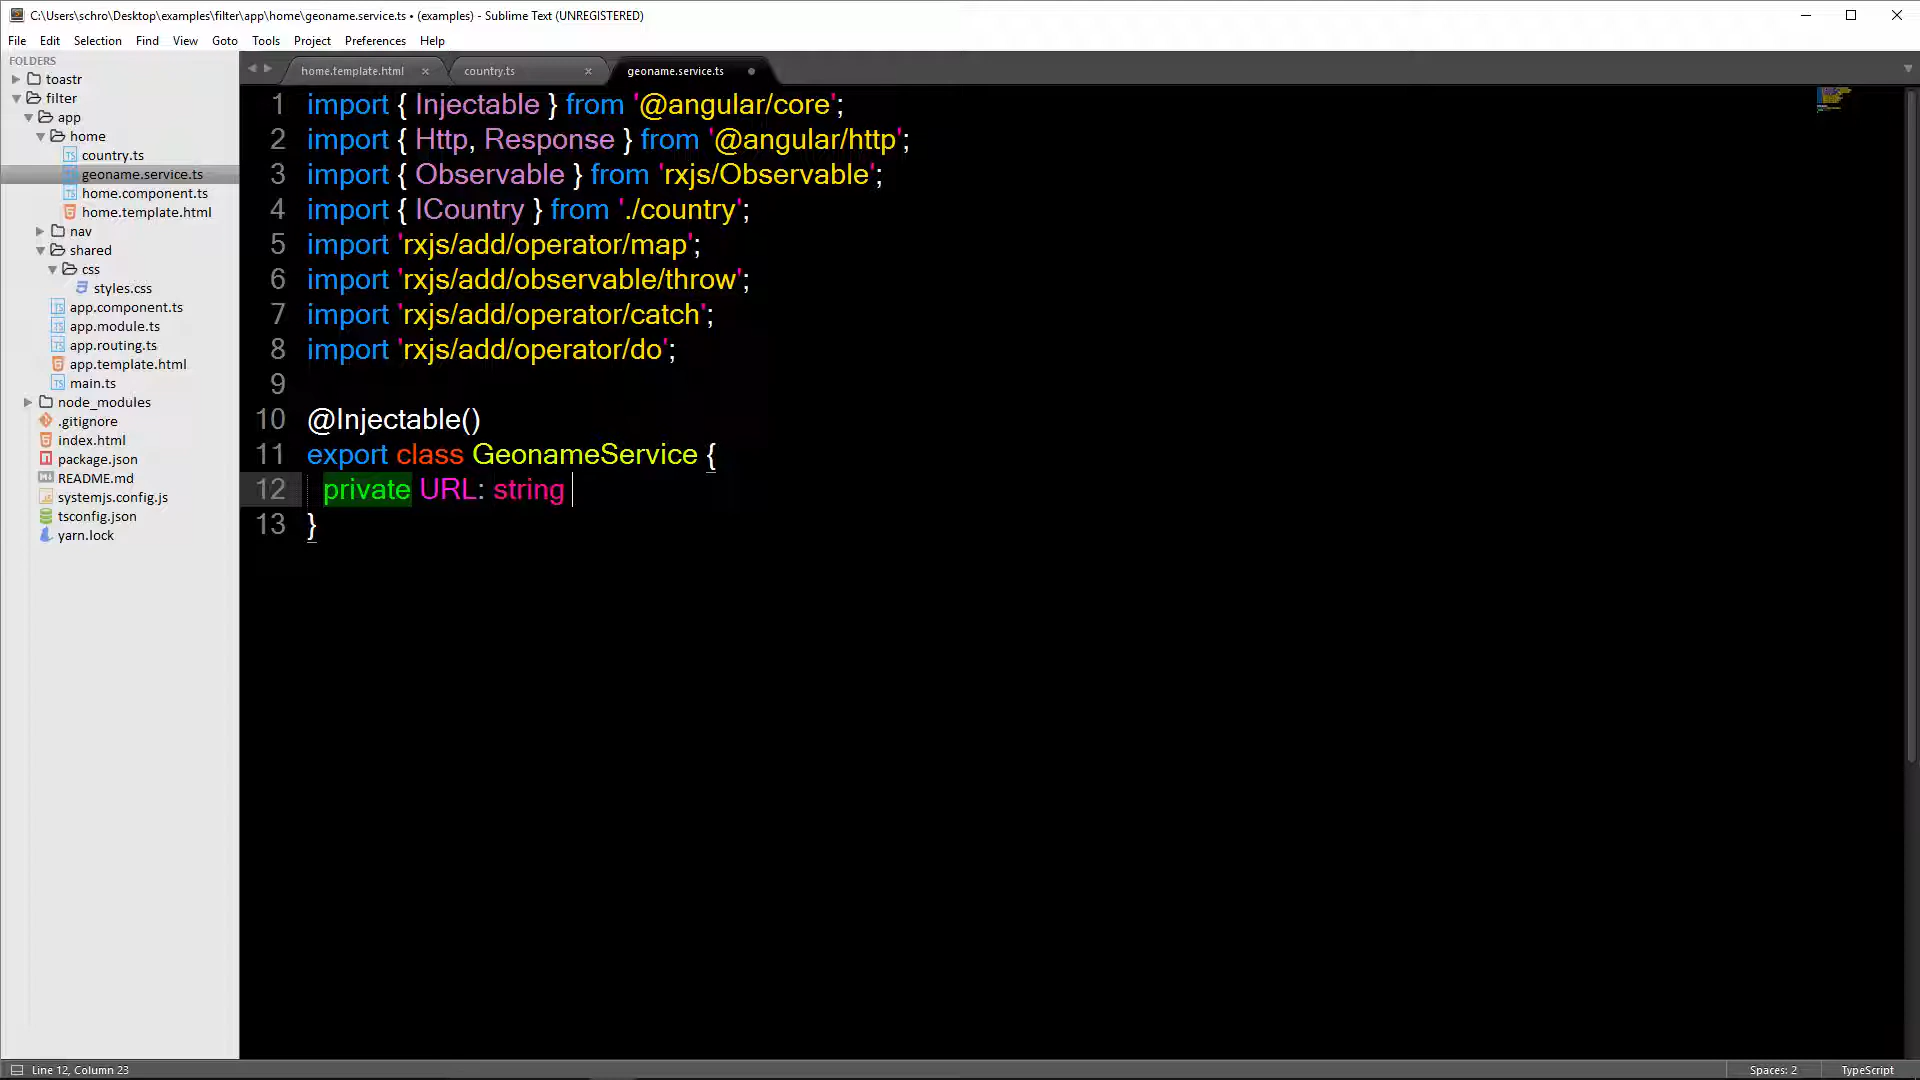 C:\Users\schro\Desktop\examples\filter\app\home\geoname.service.ts • (examples) - Sublime Text (UNREGISTERED)
File Edit Selection Find View Goto Tools Project Preferences Help
FOLDERS
toastr
filter
app
home
country.ts
geoname.service.ts
home.component.ts
home.template.html
nav
shared
css
styles.css
app.component.ts
app.module.ts
app.routing.ts
app.template.html
main.ts
node_modules
.gitignore
index.html
package.json
README.md
systemjs.config.js
tsconfig.json
yarn.lock
home.template.html country.ts geoname.service.ts
1 import { Injectable } from '@angular/core';
2 import { Http, Response } from '@angular/http';
3 import { Observable } from 'rxjs/Observable';
4 import { ICountry } from './country';
5 import 'rxjs/add/operator/map';
6 import 'rxjs/add/observable/throw';
7 import 'rxjs/add/operator/catch';
8 import 'rxjs/add/operator/do';
9
10 @Injectable()
11 export class GeonameService {
12 private URL: string
13 }
Line 12, Column 23
Spaces: 2 TypeScript